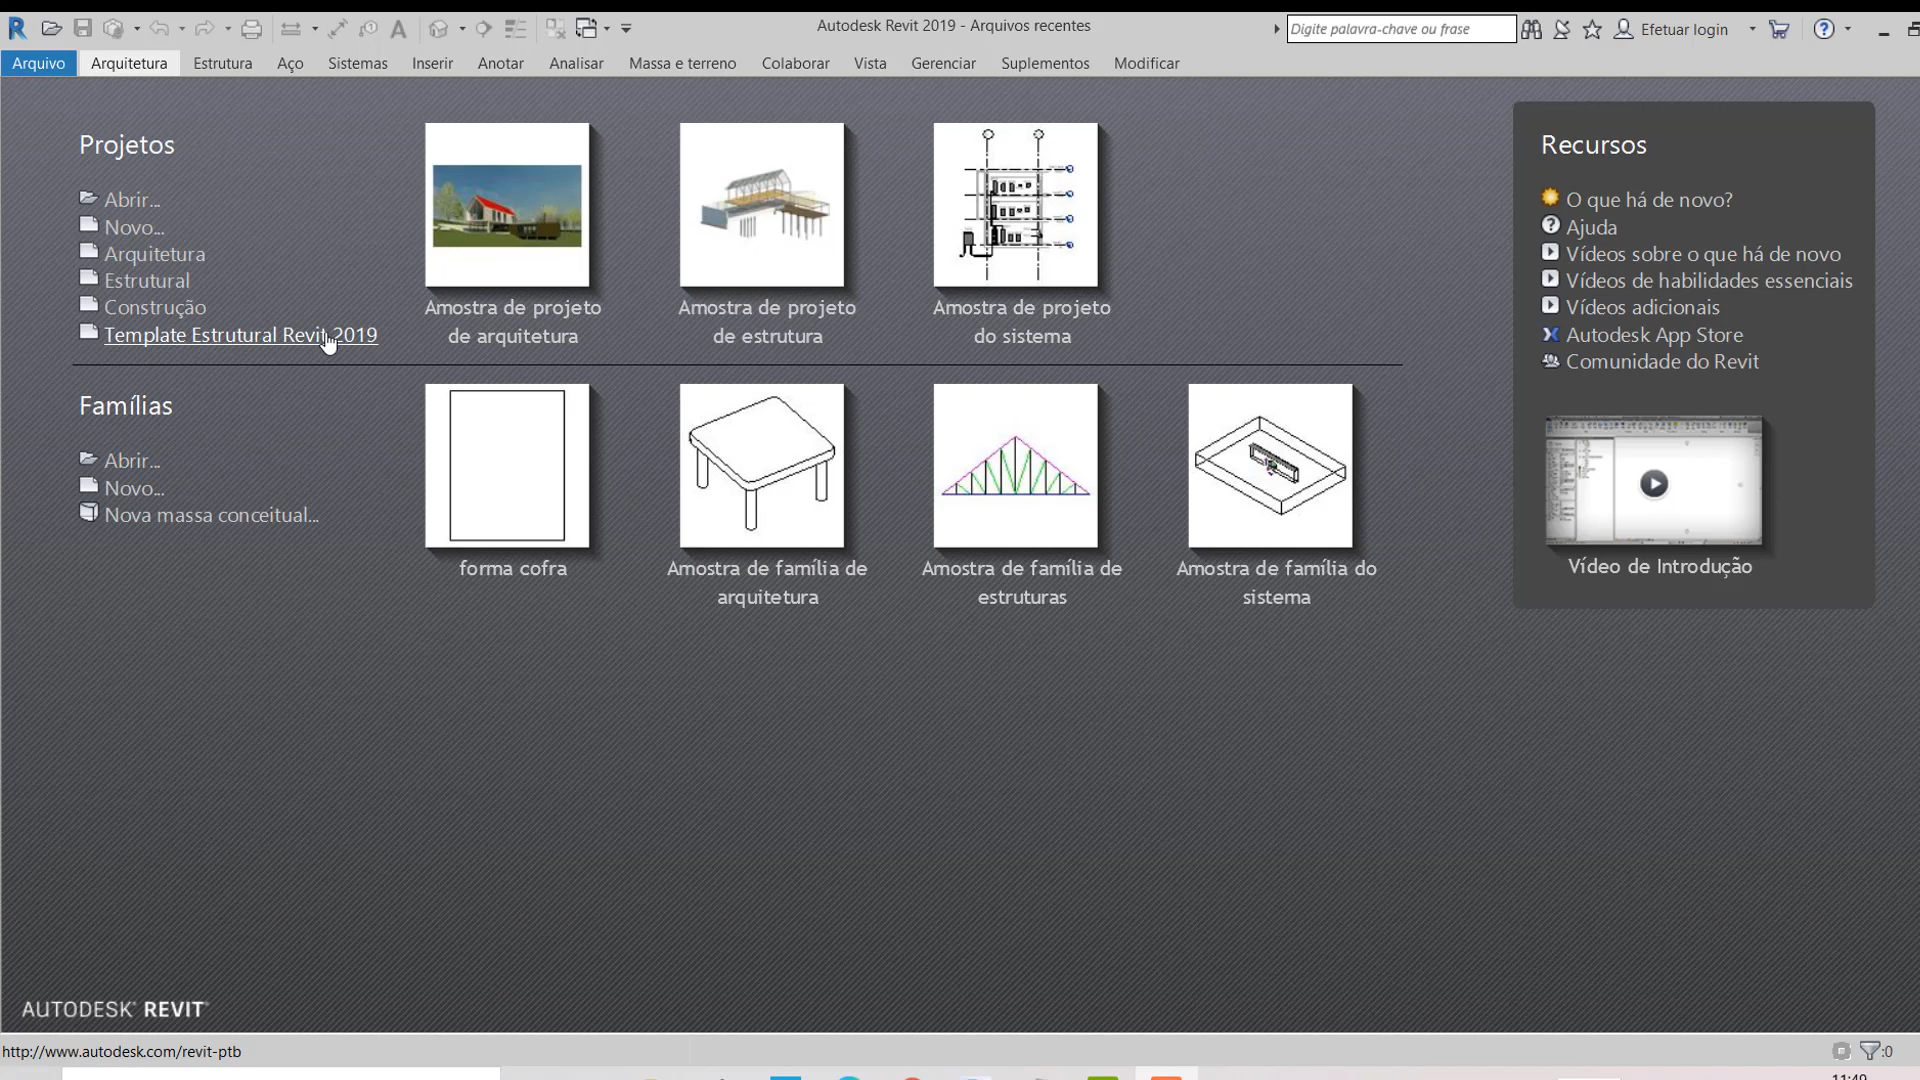 Autodesk Revit 2019 - Arquivos recentes
Digite palavra-chave ou frase
Efetuar login
Arquivo
Arquitetura
Estrutura
Aço
Sistemas
Inserir
Anotar
Analisar
Massa e terreno
Colaborar
Vista
Gerenciar
Suplementos
Modificar
Projetos
Abrir...
Novo...
Arquitetura
Estrutural
Construção
Template Estrutural Revit 2019
Amostra de projeto
de arquitetura
Amostra de projeto
de estrutura
Amostra de projeto
do sistema
Famílias
Abrir...
Novo...
Nova massa conceitual...
forma cofra
Amostra de família de
arquitetura
Amostra de família de
estruturas
Amostra de família do
sistema
Recursos
O que há de novo?
Ajuda
Vídeos sobre o que há de novo
Vídeos de habilidades essenciais
Vídeos adicionais
Autodesk App Store
Comunidade do Revit
Vídeo de Introdução
AUTODESK® REVIT®
http://www.autodesk.com/revit-ptb
:0